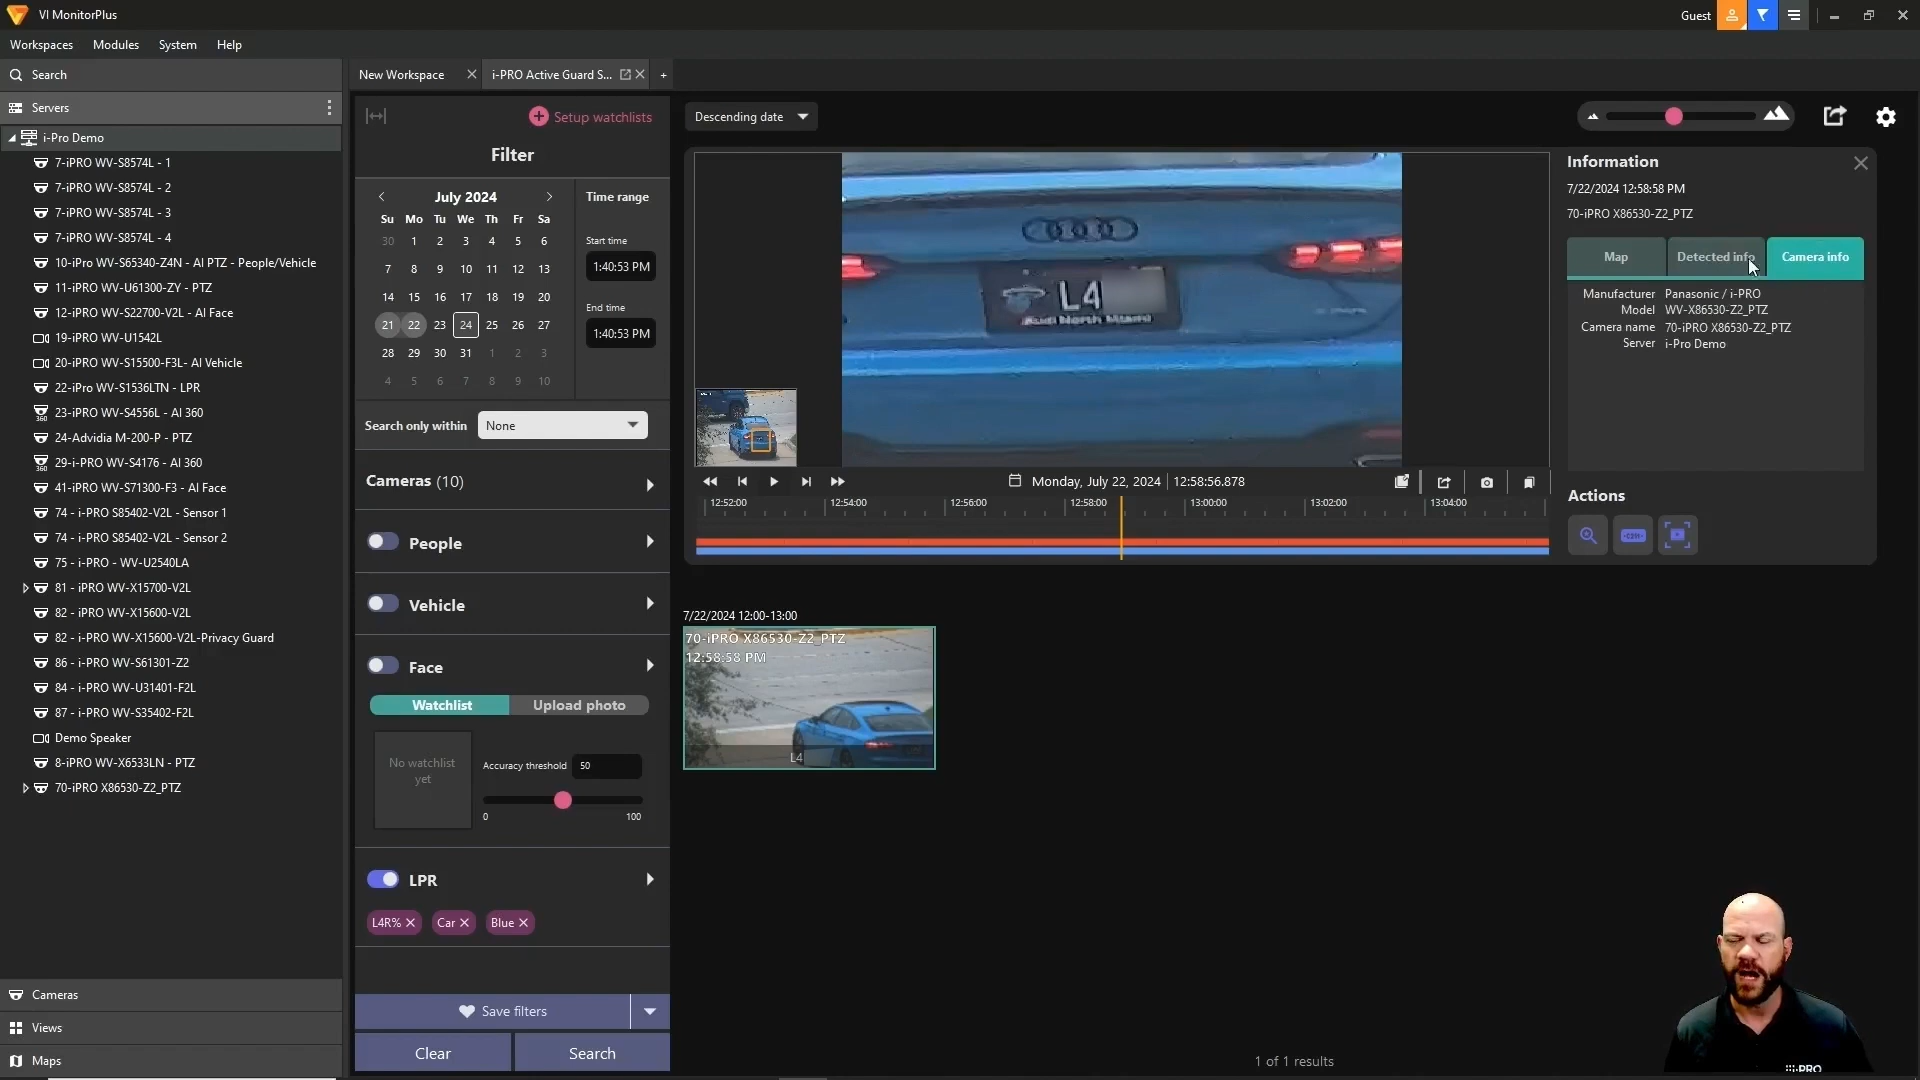 VI MonitorPlus
Guest
Workspaces Modules System Help
Search
Servers
i-Pro Demo
7-iPRO WV-S8574L - 1
7-iPRO WV-S8574L - 2
7-iPRO WV-S8574L - 3
7-iPRO WV-S8574L - 4
10-iPro WV-S65340-Z4N - AI PTZ - People/Vehicle
11-iPRO WV-U61300-ZY - PTZ
12-iPRO WV-S22700-V2L - AI Face
19-iPRO WV-U1542L
20-iPRO WV-S15500-F3L- AI Vehicle
22-iPro WV-S1536LTN - LPR
360
23-iPRO WV-S4556L - AI 360
24-Advidia M-200-P - PTZ
360
29-i-PRO WV-S4176 - AI 360
41-iPRO WV-S71300-F3 - AI Face
74 - i-PRO S85402-V2L - Sensor 1
74 - i-PRO S85402-V2L - Sensor 2
75 - i-PRO - WV-U2540LA
81 - iPRO WV-X15700-V2L
82 - iPRO WV-X15600-V2L
82 - i-PRO WV-X15600-V2L-Privacy Guard
86 - i-PRO WV-S61301-Z2
84 - i-PRO WV-U31401-F2L
87 - i-PRO WV-S35402-F2L
Demo Speaker
8-iPRO WV-X6533LN - PTZ
70-iPRO X86530-Z2_PTZ
Cameras
Views
Maps
New Workspace
i-PRO Active Guard S...
+
Setup watchlists
Filter
July 2024
Su Mo Tu We Th Fr Sa
30 1 2 3 4 5 6
7 8 9 10 11 12 13
14 15 16 17 18 19 20
21 22 23 24 25 26 27
28 29 30 31 1 2 3
4 5 6 7 8 9 10
Time range
Start time
1:40:53 PM
End time
1:40:53 PM
Search only within None
Cameras (10)
People
Vehicle
Face
Watchlist Upload photo
No watchlist
yet
Accuracy threshold 50
0 100
LPR
L4R% Car Blue
Save filters
Clear Search
Descending date
L4
Audi North Miami
Monday, July 22, 2024 12:58:56.878
12:52:00 12:54:00 12:56:00 12:58:00 13:00:00 13:02:00 13:04:00
Information
7/22/2024 12:58:58 PM
70-iPRO X86530-Z2_PTZ
Map Detected info Camera info
Manufacturer Panasonic / i-PRO
Model WV-X86530-Z2_PTZ
Camera name 70-iPRO X86530-Z2_PTZ
Server i-Pro Demo
Actions
7/22/2024 12:00-13:00
70-iPRO X86530-Z2_PTZ
12:58:58 PM
L4
1 of 1 results
i-PRO